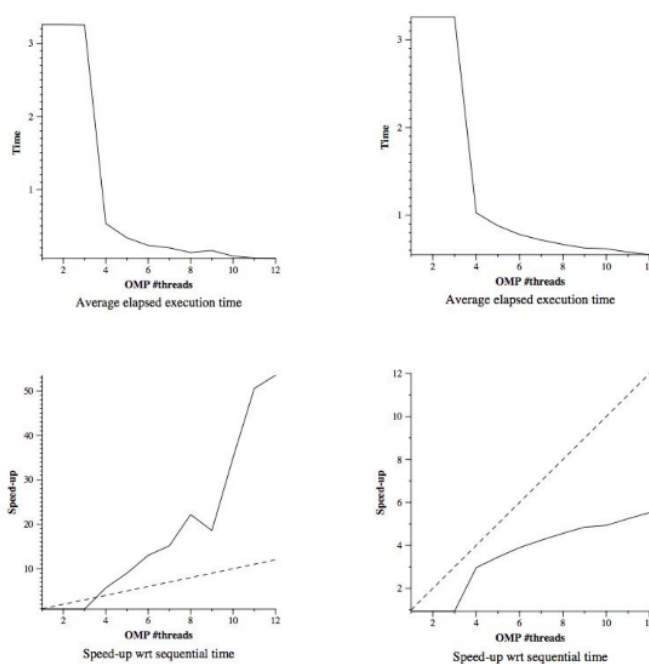 3
2
1
Time
2 4 6 8 10 12
OMP #threads
Average elapsed execution time
3
2
1
Time
2 4 6 8 10 12
OMP #threads
Average elapsed execution time
50
40
30
20
10
Speed-up
2 4 6 8 10 12
OMP #threads
Speed-up wrt sequential time
12
10
8
6
4
2
Speed-up
2 4 6 8 10 12
OMP #threads
Speed-up wrt sequential time